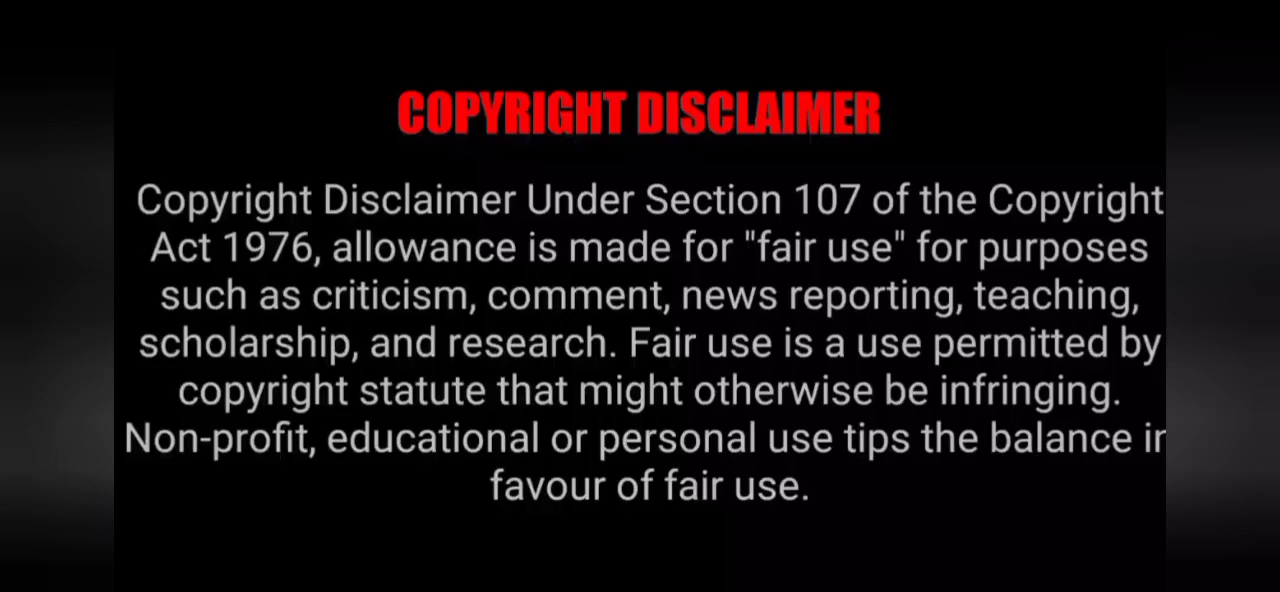 COPYRIGHT DISCLAIMER
Copyright Disclaimer Under Section 107 of the Copyright
Act 1976, allowance is made for "fair use" for purposes
such as criticism, comment, news reporting, teaching,
scholarship, and research. Fair use is a use permitted by
copyright statute that might otherwise be infringing.
Non-profit, educational or personal use tips the balance in
favour of fair use.